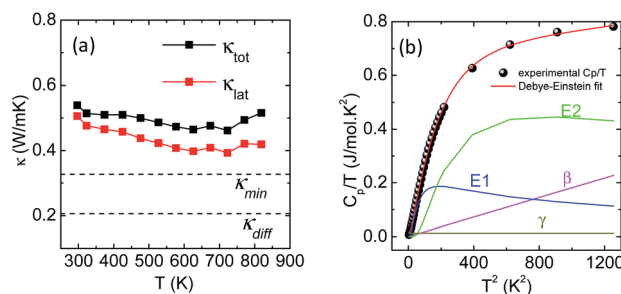 (a)
κtot
κlat
κ (W/mK)
0.8
0.6
0.4
0.2
κmin
κdiff
300 400 500 600 700 800 900
T (K)
(b)
experimental Cp/T
Debye-Einstein fit
Cp/T (J/mol.K²)
0.8
0.6
0.4
0.2
0.0
E2
E1
β
γ
0 400 800 1200
T² (K²)